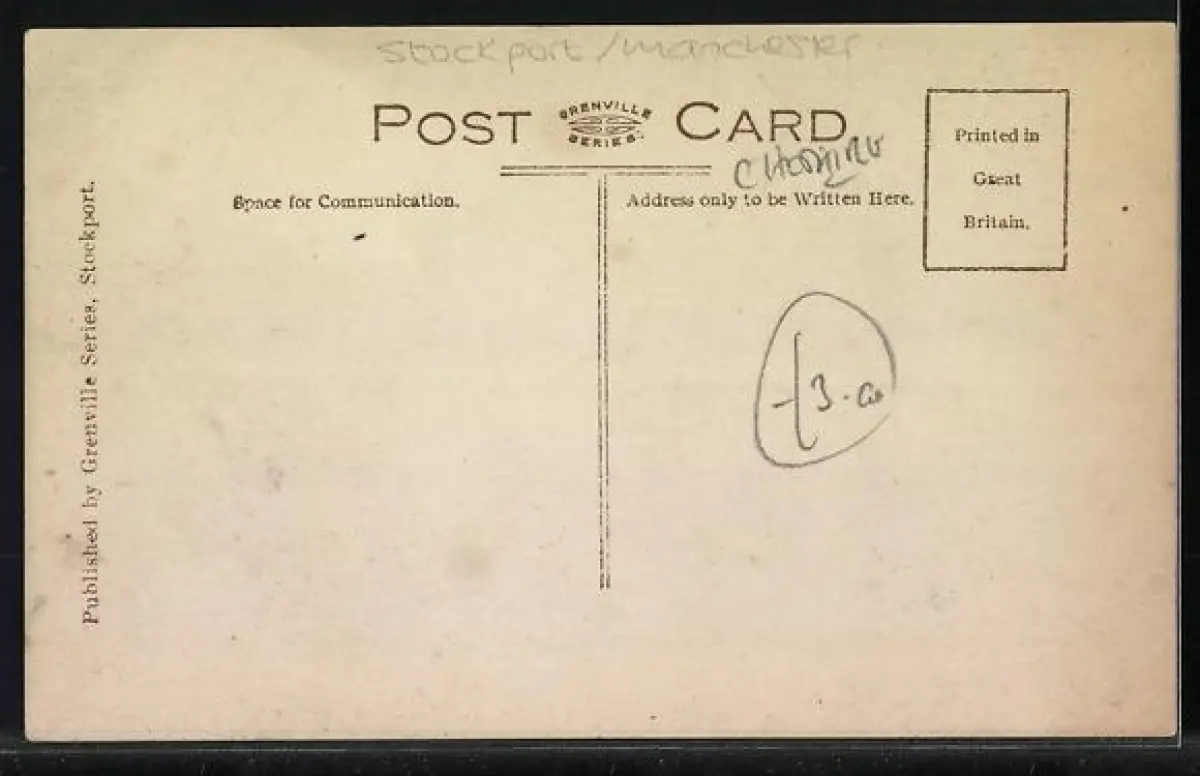 Stockport/Manchester
POST CARD
GRENVILLE
SERIES.
Space for Communication.
Address only to be Written Here.
Printed in
Great
Britain.
£3.00
Published by Grenville Series, Stockport.